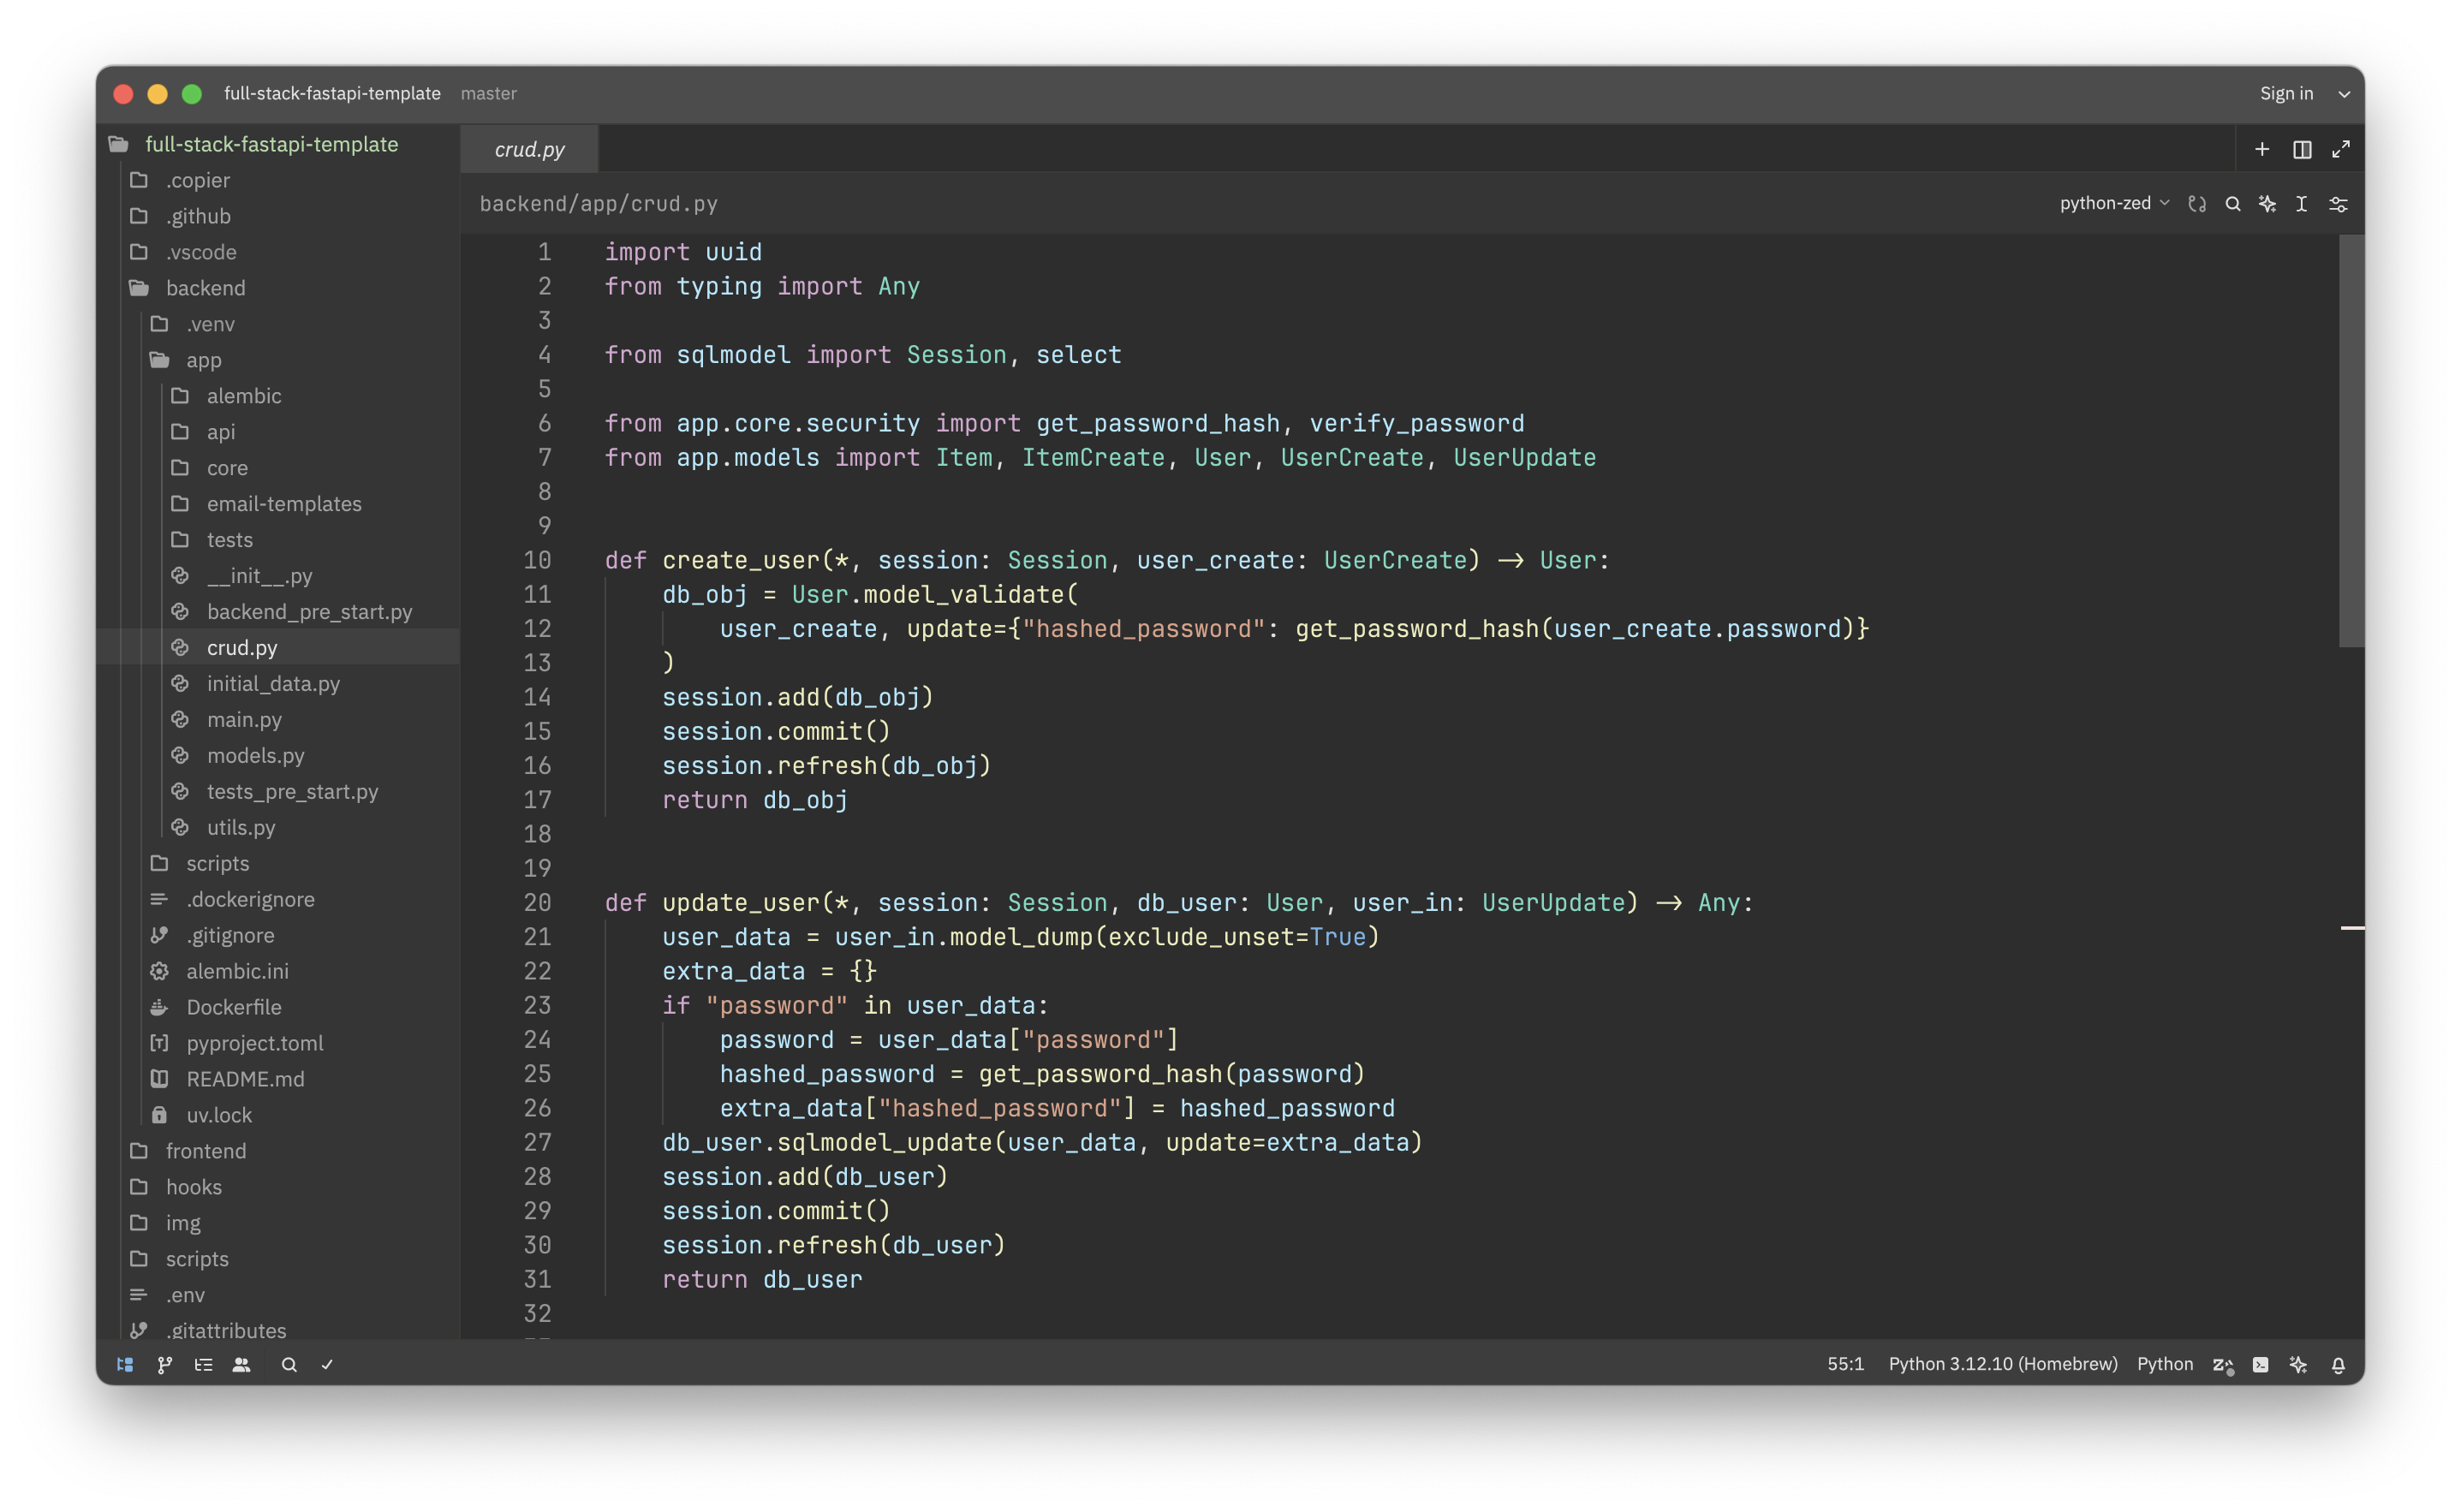 full-stack-fastapi-template master
Sign in
full-stack-fastapi-template
.copier
.github
.vscode
backend
.venv
app
alembic
api
core
email-templates
tests
__init__.py
backend_pre_start.py
crud.py
initial_data.py
main.py
models.py
tests_pre_start.py
utils.py
scripts
.dockerignore
.gitignore
alembic.ini
Dockerfile
pyproject.toml
README.md
uv.lock
frontend
hooks
img
scripts
.env
.gitattributes
crud.py
backend/app/crud.py
python-zed
1 import uuid
2 from typing import Any
3
4 from sqlmodel import Session, select
5
6 from app.core.security import get_password_hash, verify_password
7 from app.models import Item, ItemCreate, User, UserCreate, UserUpdate
8
9
10 def create_user(*, session: Session, user_create: UserCreate) → User:
11     db_obj = User.model_validate(
12         user_create, update={"hashed_password": get_password_hash(user_create.password)}
13     )
14     session.add(db_obj)
15     session.commit()
16     session.refresh(db_obj)
17     return db_obj
18
19
20 def update_user(*, session: Session, db_user: User, user_in: UserUpdate) → Any:
21     user_data = user_in.model_dump(exclude_unset=True)
22     extra_data = {}
23     if "password" in user_data:
24         password = user_data["password"]
25         hashed_password = get_password_hash(password)
26         extra_data["hashed_password"] = hashed_password
27     db_user.sqlmodel_update(user_data, update=extra_data)
28     session.add(db_user)
29     session.commit()
30     session.refresh(db_user)
31     return db_user
32
55:1 Python 3.12.10 (Homebrew) Python